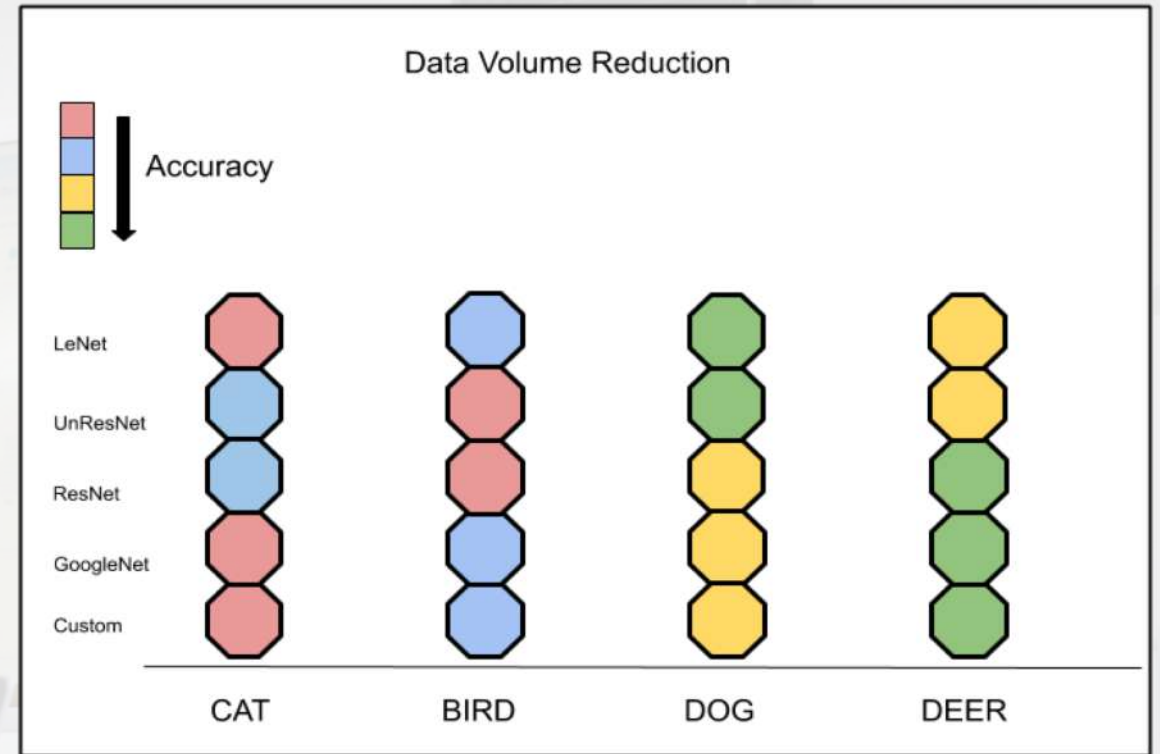 Data Volume Reduction
Accuracy
LeNet
UnResNet
ResNet
GoogleNet
Custom
CAT BIRD DOG DEER